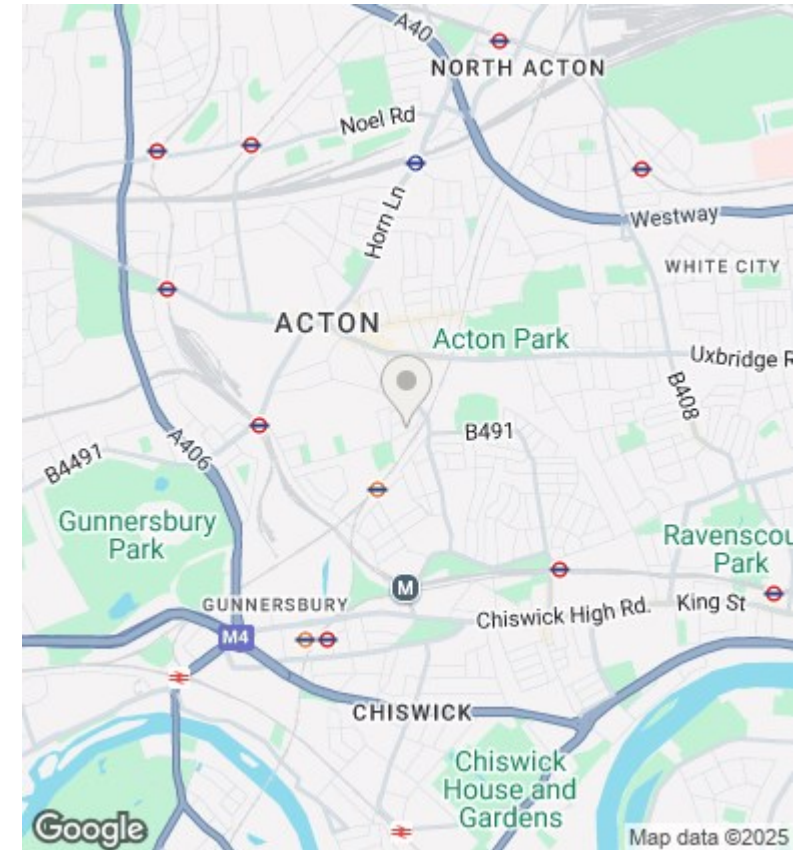 A40
NORTH ACTON
Noel Rd
Horn Ln
Westway
WHITE CITY
ACTON
Acton Park
Uxbridge R
B408
B491
A406
B4491
Gunnersbury
Park
Ravenscou
Park
M
GUNNERSBURY
Chiswick High Rd.
King St
M4
CHISWICK
Chiswick
House and
Gardens
Google
Map data ©2025